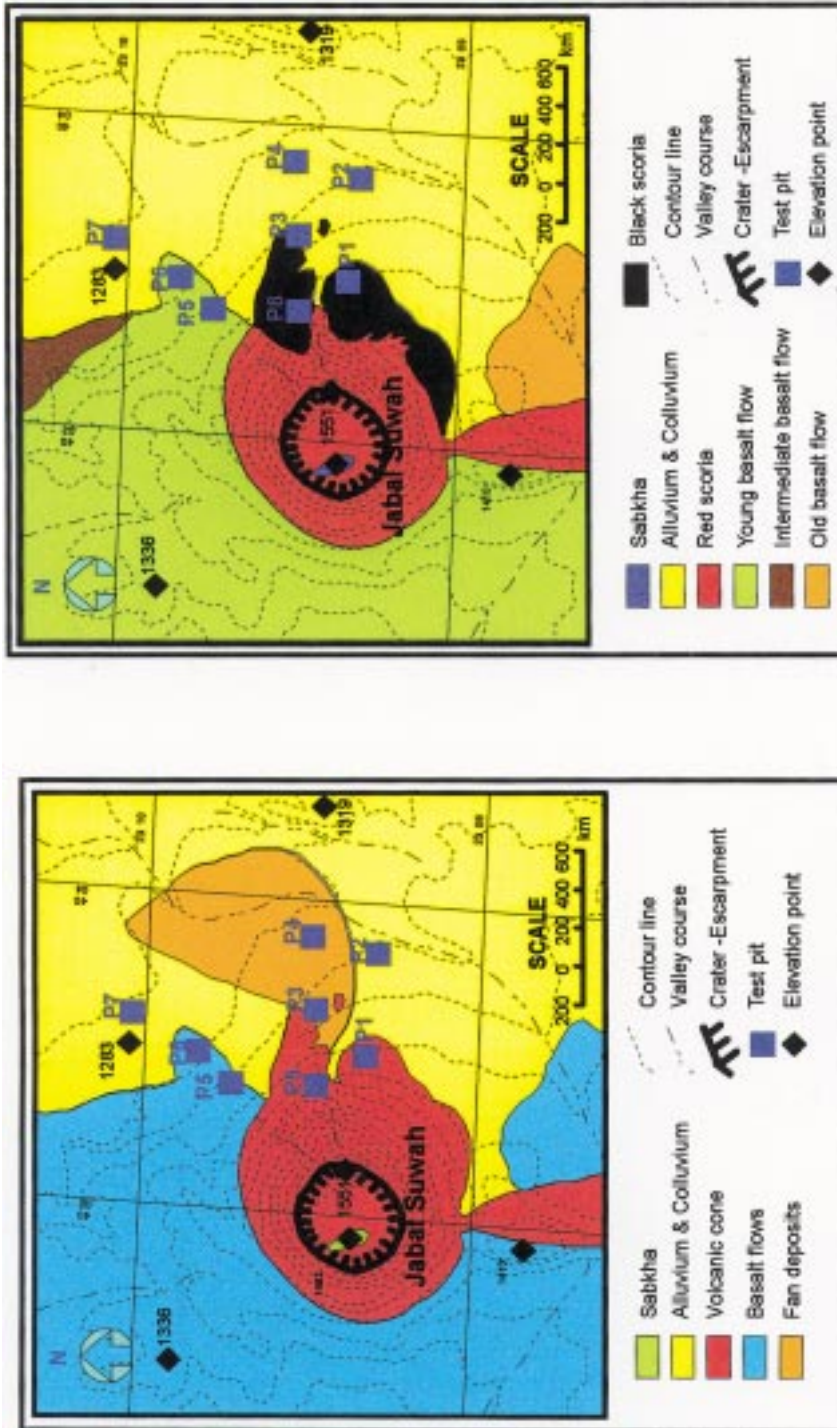 N
1283
P7
P6
P5
1336
P3
P4
1319
P8
P1
P2
1551
Jabal Suwah
SCALE
200 0 200 400 600
km
Sabkha
Alluvium & Colluvium
Red scoria
Young basalt flow
Intermediate basalt flow
Old basalt flow
Black scoria
Contour line
Valley course
Crater -Escarpment
Test pit
Elevation point
N
1283
P7
P5
1336
P3
P4
1319
P1
P2
Jabal Suwah
SCALE
200 0 200 400 600
km
Sabkha
Alluvium & Colluvium
Volcanic cone
Basalt flows
Fan deposits
Contour line
Valley course
Crater -Escarpment
Test pit
Elevation point